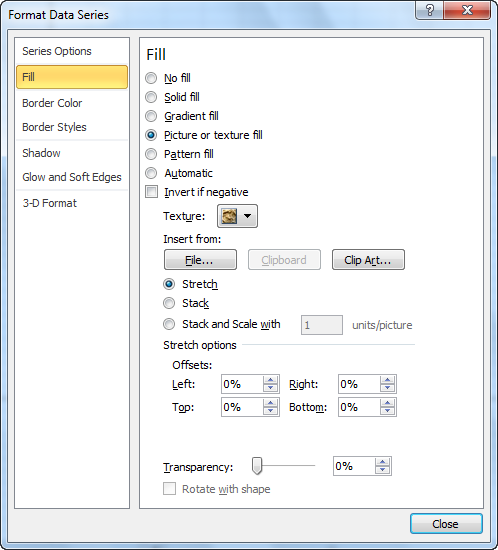 Format Data Series
Series Options
Fill
Border Color
Border Styles
Shadow
Glow and Soft Edges
3-D Format
Fill
No fill
Solid fill
Gradient fill
Picture or texture fill
Pattern fill
Automatic
Invert if negative
Texture:
Insert from:
File... Clipboard Clip Art...
Stretch
Stack
Stack and Scale with 1 units/picture
Stretch options
Offsets:
Left: 0% Right: 0%
Top: 0% Bottom: 0%
Transparency: 0%
Rotate with shape
Close